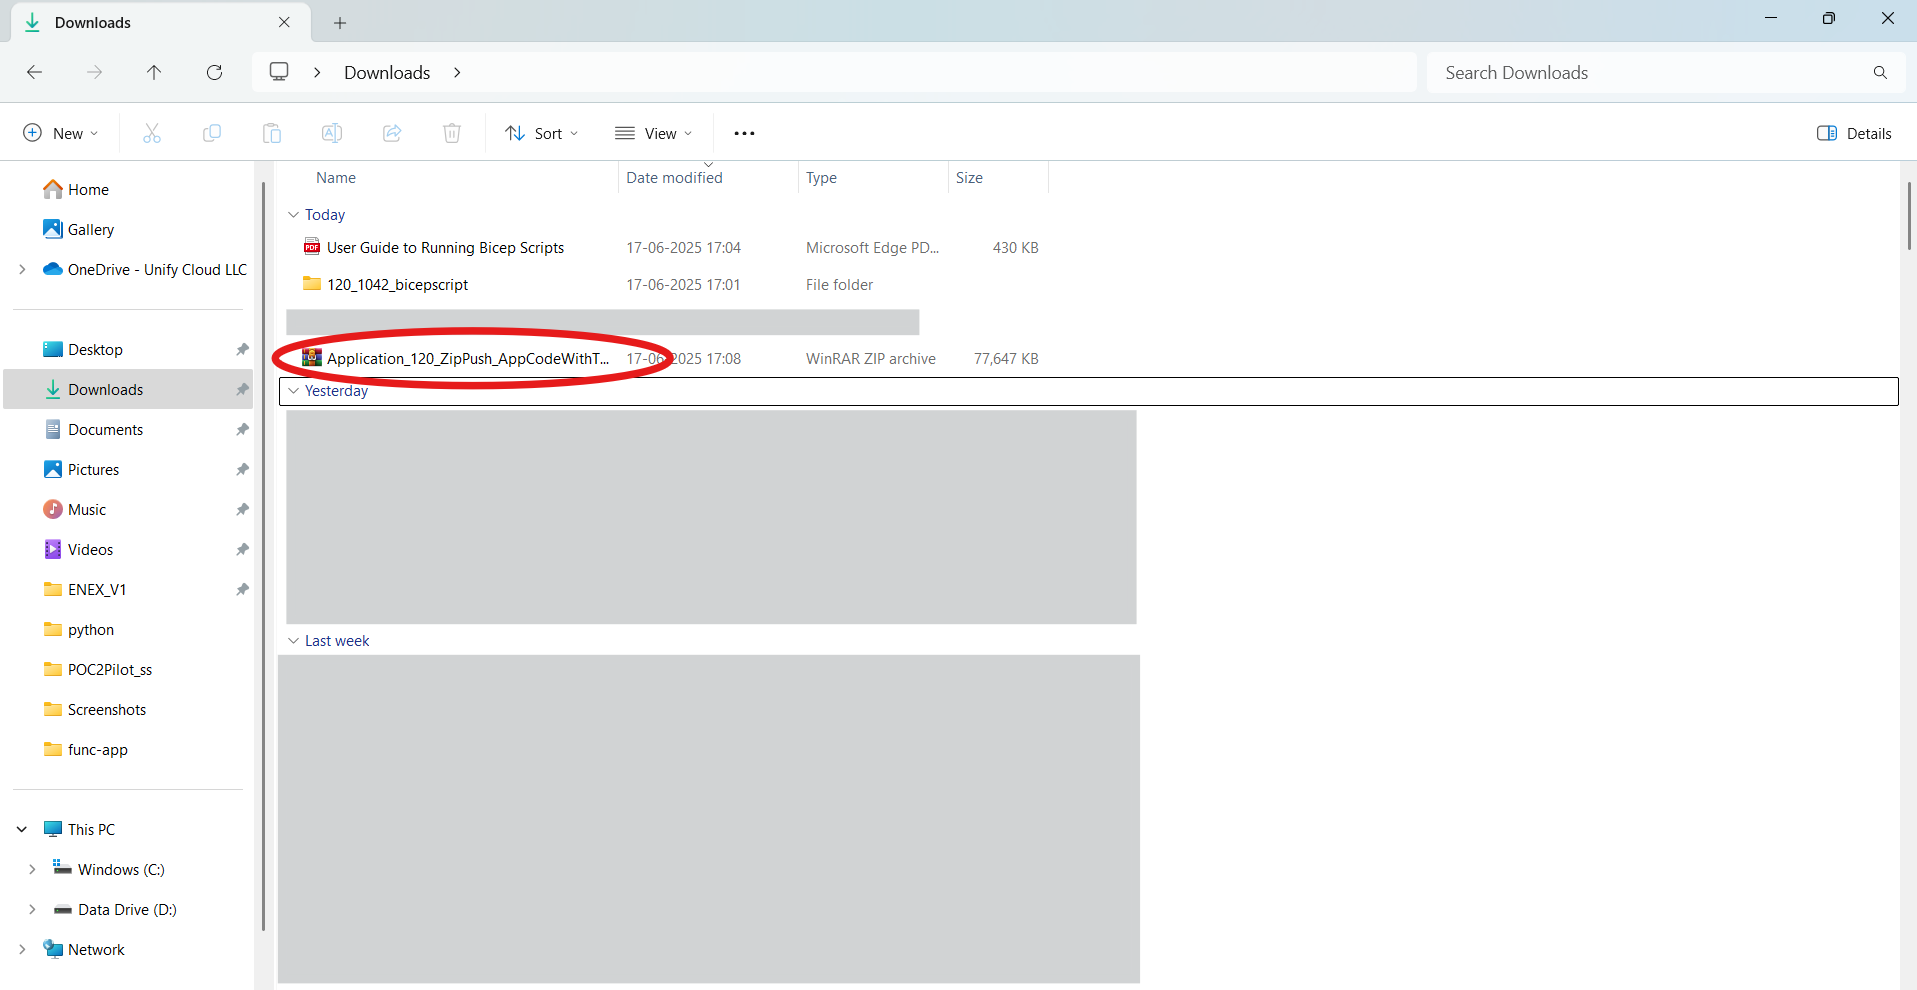 Downloads
Downloads
Search Downloads
New
Sort
View
Details
Home
Gallery
OneDrive - Unify Cloud LLC
Desktop
Downloads
Documents
Pictures
Music
Videos
ENEX_V1
python
POC2Pilot_ss
Screenshots
func-app
This PC
Windows (C:)
Data Drive (D:)
Network
Name Date modified Type Size
Today
User Guide to Running Bicep Scripts 17-06-2025 17:04 Microsoft Edge PD... 430 KB
120_1042_bicepscript 17-06-2025 17:01 File folder
Application_120_ZipPush_AppCodeWithT... 17-06-2025 17:08 WinRAR ZIP archive 77,647 KB
Yesterday
Last week